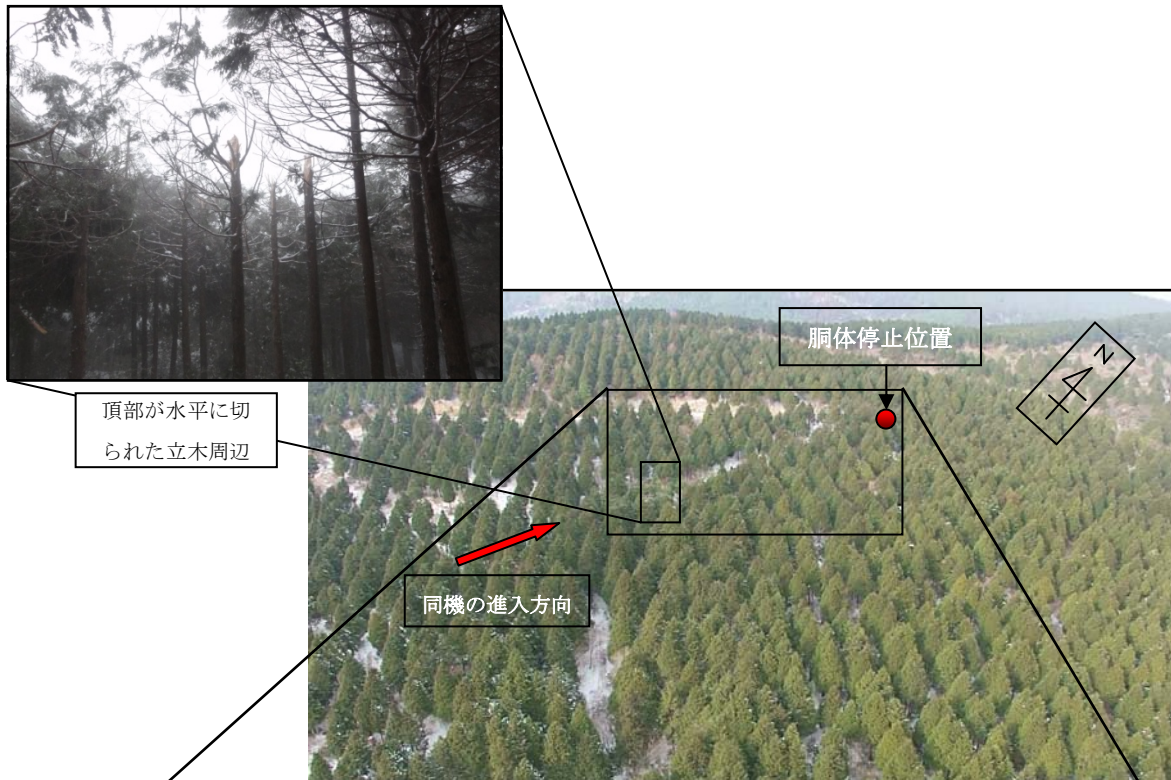 胴体停止位置
N
頂部が水平に切
られた立木周辺
同機の進入方向